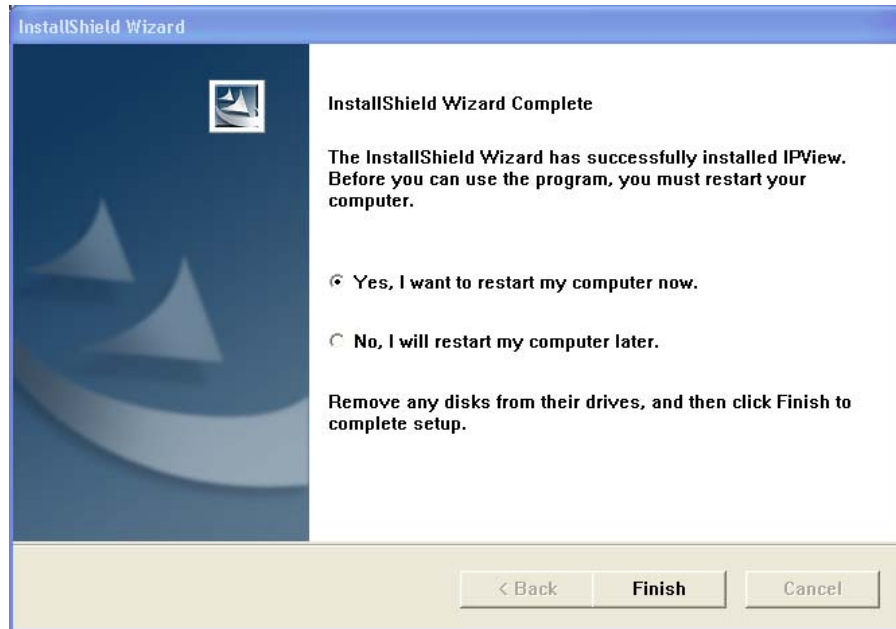 InstallShield Wizard
InstallShield Wizard Complete
The InstallShield Wizard has successfully installed IPView.
Before you can use the program, you must restart your
computer.
Yes, I want to restart my computer now.
No, I will restart my computer later.
Remove any disks from their drives, and then click Finish to
complete setup.
< Back Finish Cancel